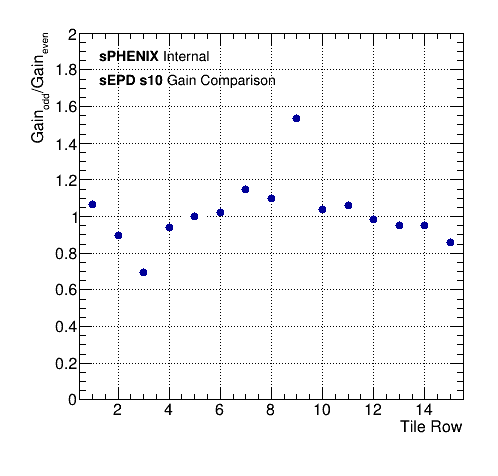 Gain_odd/Gain_even
sPHENIX Internal
sEPD s10 Gain Comparison
2
1.8
1.6
1.4
1.2
1
0.8
0.6
0.4
0.2
0
2 4 6 8 10 12 14
Tile Row